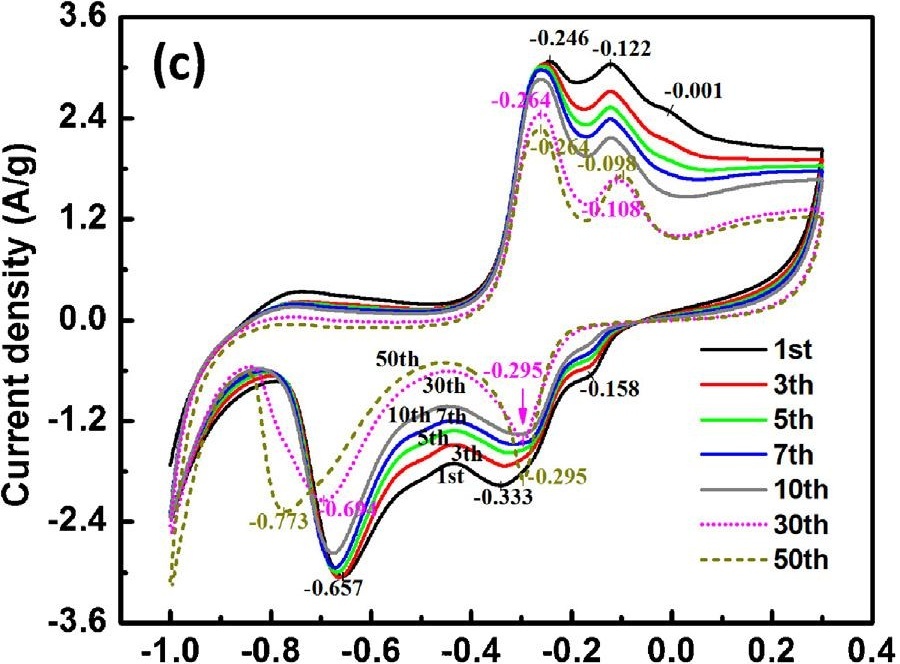 (c)
Current density (A/g)
3.6
2.4
1.2
0.0
-1.2
-2.4
-3.6
-1.0 -0.8 -0.6 -0.4 -0.2 0.0 0.2 0.4
-0.246
-0.122
-0.001
-0.264
-0.264
-0.098
-0.108
50th
30th
10th 7th
5th
3th
1st
-0.295
-0.158
-0.295
-0.333
-0.773
-0.694
-0.657
1st
3th
5th
7th
10th
30th
50th